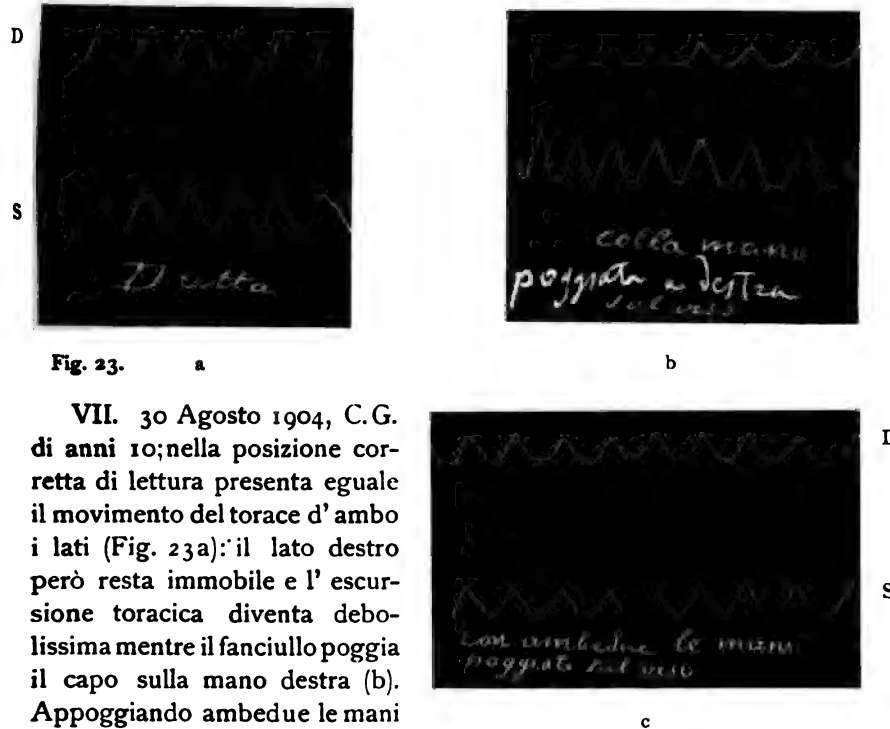 D
S
Dretta
colla manu
poggiata a destra
sul viso
Fig. 23. a
b
VII. 30 Agosto 1904, C. G.
di anni 10; nella posizione cor-
retta di lettura presenta eguale
il movimento del torace d' ambo
i lati (Fig. 23a): il lato destro
però resta immobile e l' escur-
sione toracica diventa debo-
lissima mentre il fanciullo poggia
il capo sulla mano destra (b).
Appoggiando ambedue le mani
D
S
con ambedue le mani
poggiate sul viso
c